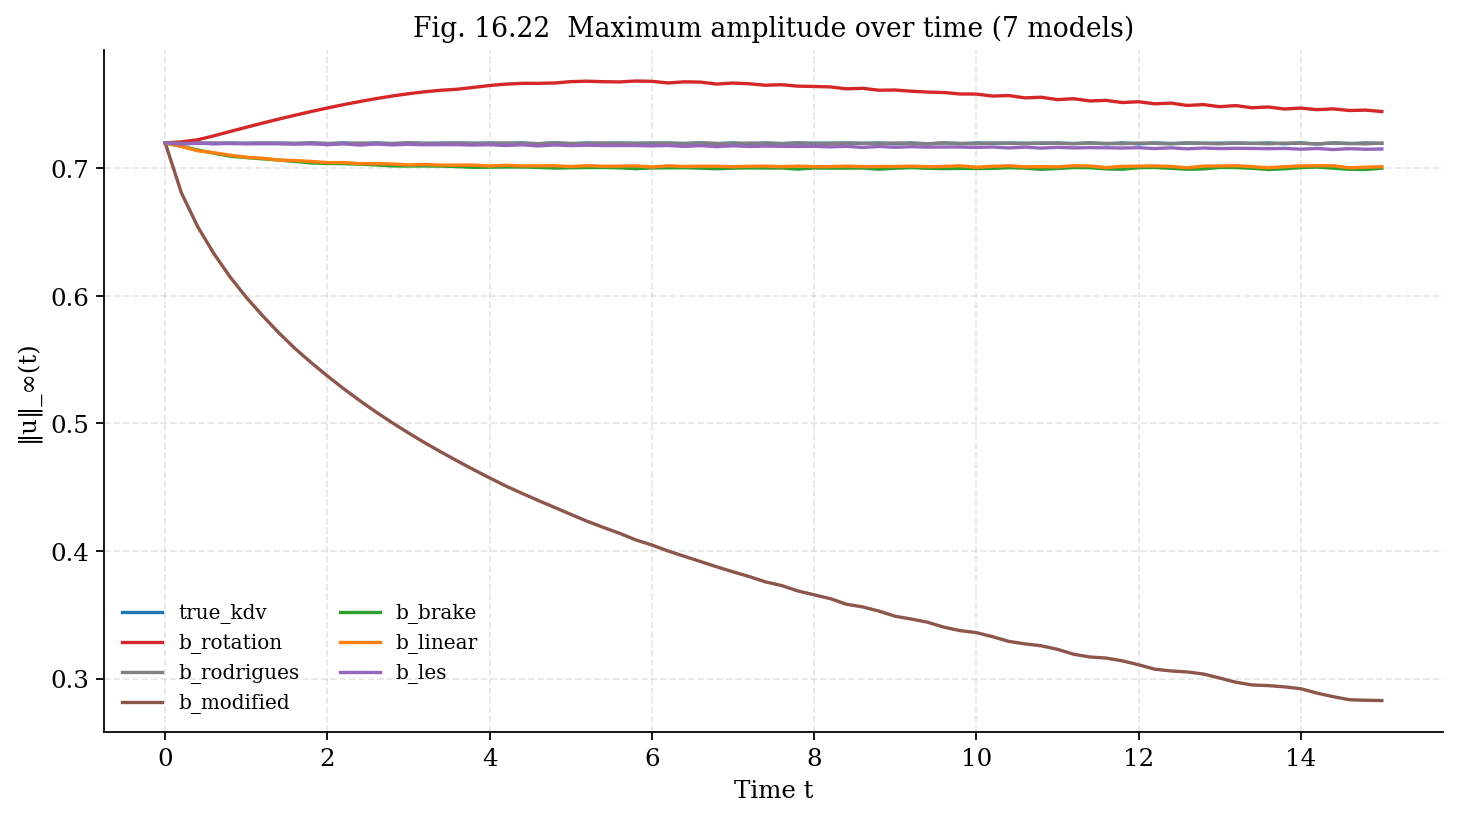 Fig. 16.22  Maximum amplitude over time (7 models)
‖u‖_∞(t)
0.7
0.6
0.5
0.4
0.3
true_kdv
b_rotation
b_rodrigues
b_modified
b_brake
b_linear
b_les
0 2 4 6 8 10 12 14
Time t